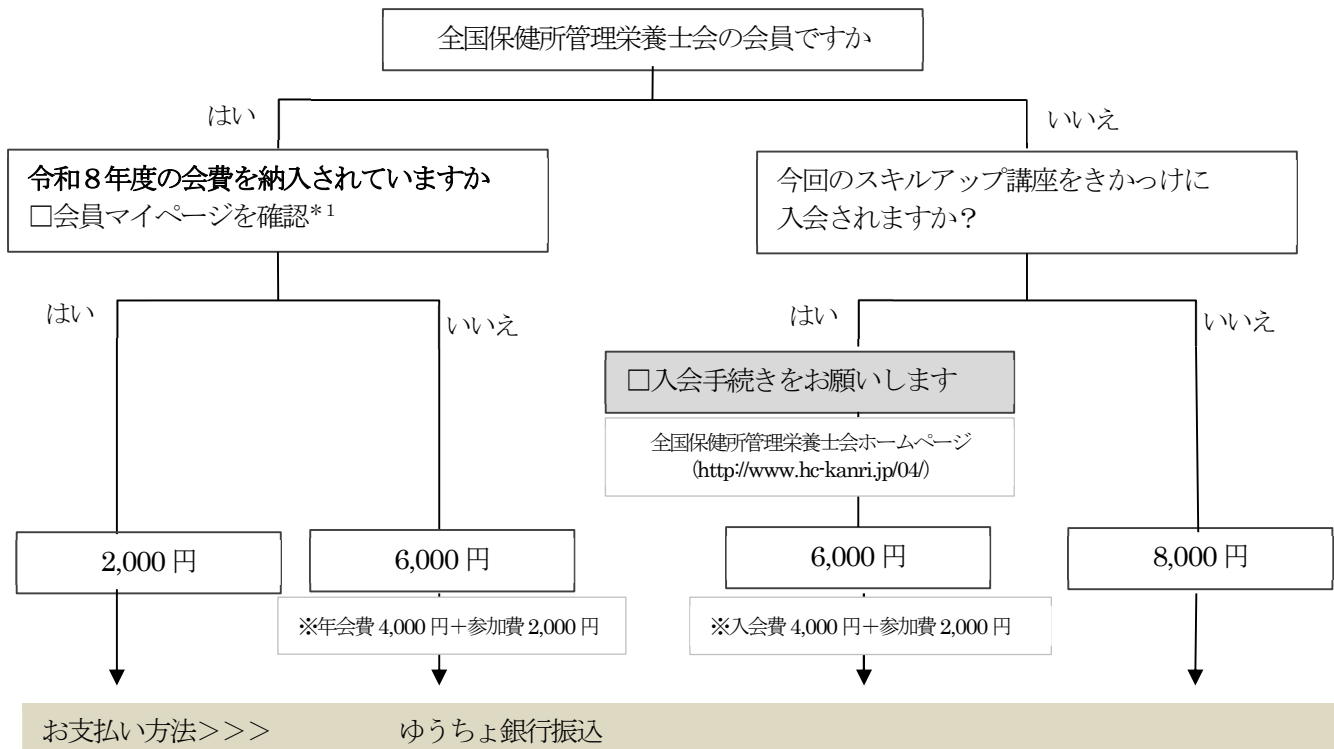 全国保健所管理栄養士会の会員ですか
はい
いいえ
令和８年度の会費を納入されていますか
□会員マイページを確認*1
今回のスキルアップ講座をきかっけに
入会されますか？
はい
いいえ
はい
いいえ
□入会手続きをお願いします
全国保健所管理栄養士会ホームページ
(http://www.hc-kanri.jp/04/)
2,000 円
6,000 円
6,000 円
8,000 円
※年会費 4,000 円＋参加費 2,000 円
※入会費 4,000 円＋参加費 2,000 円
お支払い方法＞＞＞ ゆうちょ銀行振込